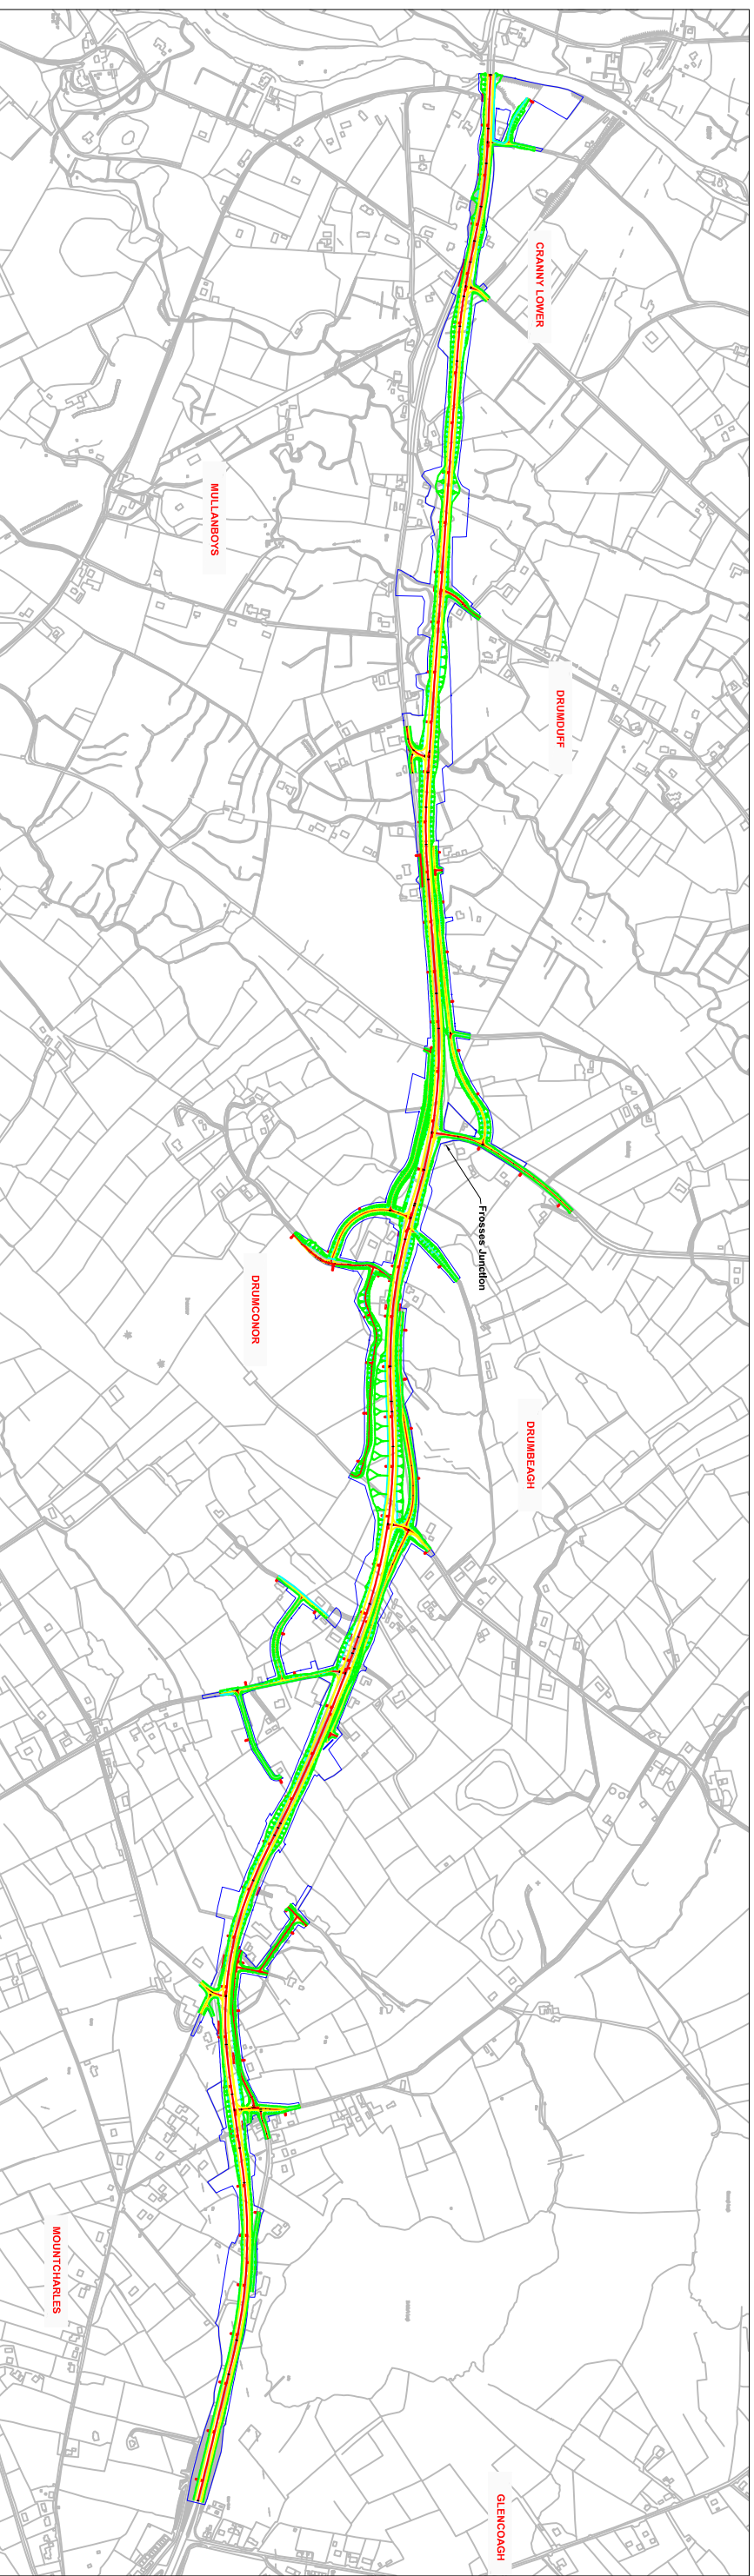 CRANNY LOWER
MULLANBOYS
DRUMDUFF
Frosses Junction
DRUMCONOR
DRUMBEAGH
MOUNTCHARLES
GLENCOAGH